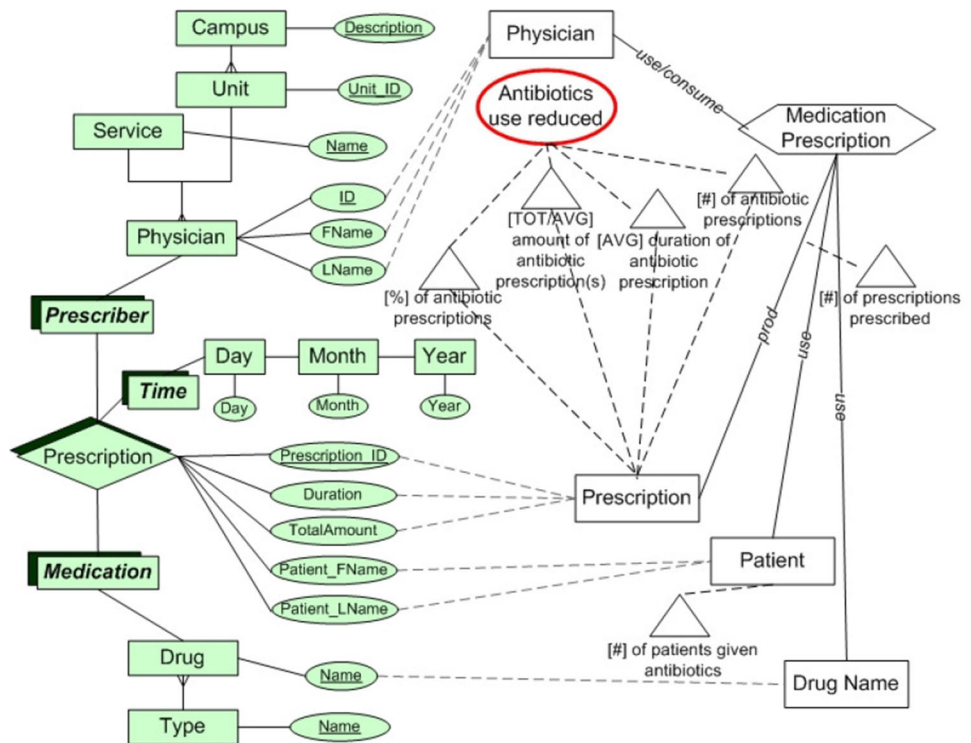 Campus
Description
Physician
Unit
Unit_ID
use/consume
Antibiotics
use reduced
Medication
Prescription
Service
Name
ID
Physician
FName
LName
[TOT/AVG]
amount of
antibiotic
prescription(s)
[AVG] duration of
antibiotic
prescription
[#] of antibiotic
prescriptions
[%] of antibiotic
prescriptions
[#] of prescriptions
prescribed
Prescriber
Day
Month
Year
Time
Day
Month
Year
prod
use
use
Prescription
Prescription_ID
Duration
TotalAmount
Patient_FName
Patient_LName
Prescription
Medication
Patient
[#] of patients given
antibiotics
Drug
Name
Drug Name
Type
Name